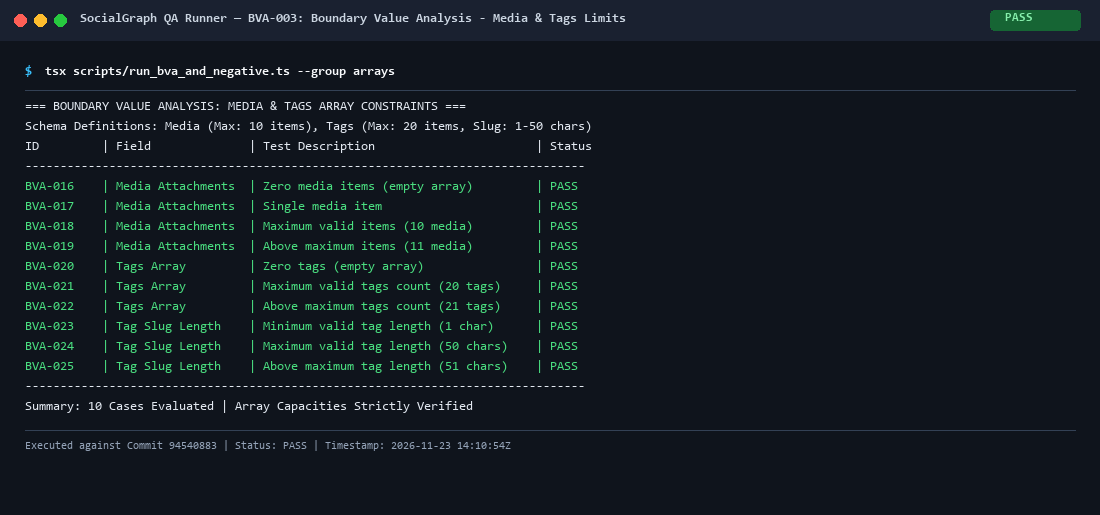 SocialGraph QA Runner — BVA-003: Boundary Value Analysis - Media & Tags Limits
PASS
$ tsx scripts/run_bva_and_negative.ts --group arrays
=== BOUNDARY VALUE ANALYSIS: MEDIA & TAGS ARRAY CONSTRAINTS ===
Schema Definitions: Media (Max: 10 items), Tags (Max: 20 items, Slug: 1-50 chars)
ID         | Field              | Test Description                       | Status
--------------------------------------------------------------------------------
BVA-016    | Media Attachments  | Zero media items (empty array)         | PASS
BVA-017    | Media Attachments  | Single media item                      | PASS
BVA-018    | Media Attachments  | Maximum valid items (10 media)         | PASS
BVA-019    | Media Attachments  | Above maximum items (11 media)         | PASS
BVA-020    | Tags Array         | Zero tags (empty array)                | PASS
BVA-021    | Tags Array         | Maximum valid tags count (20 tags)     | PASS
BVA-022    | Tags Array         | Above maximum tags count (21 tags)     | PASS
BVA-023    | Tag Slug Length    | Minimum valid tag length (1 char)      | PASS
BVA-024    | Tag Slug Length    | Maximum valid tag length (50 chars)    | PASS
BVA-025    | Tag Slug Length    | Above maximum tag length (51 chars)    | PASS
--------------------------------------------------------------------------------
Summary: 10 Cases Evaluated | Array Capacities Strictly Verified
Executed against Commit 94540883 | Status: PASS | Timestamp: 2026-11-23 14:10:54Z